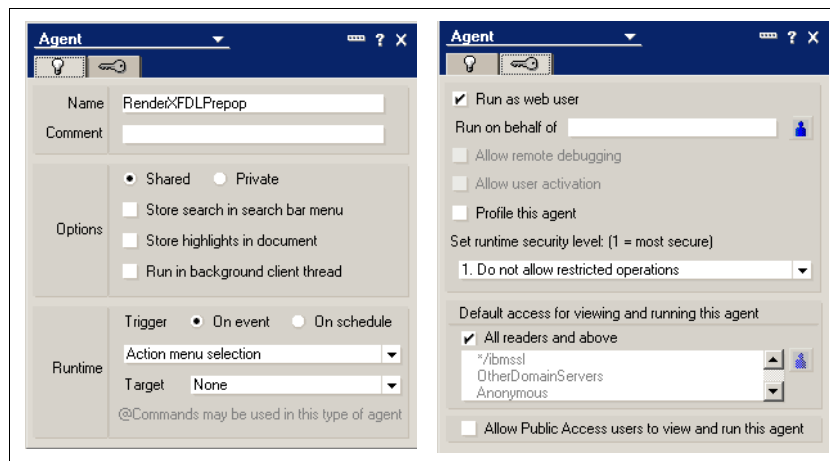 Agent
? X
Name RenderXFDLPrepop
Comment
Options
Shared Private
Store search in search bar menu
Store highlights in document
Run in background client thread
Runtime
Trigger On event On schedule
Action menu selection
Target None
@Commands may be used in this type of agent
Agent
? X
Run as web user
Run on behalf of
Allow remote debugging
Allow user activation
Profile this agent
Set runtime security level: (1 = most secure)
1. Do not allow restricted operations
Default access for viewing and running this agent
All readers and above
*/ibmssl
OtherDomainServers
Anonymous
Allow Public Access users to view and run this agent